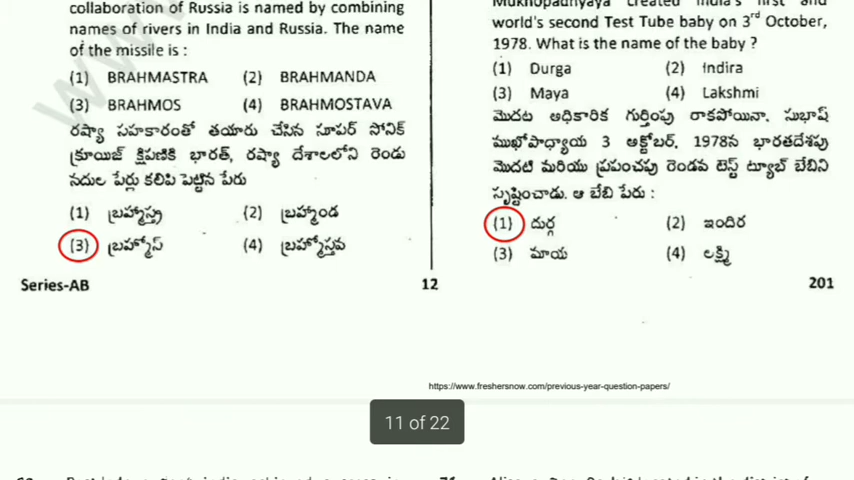 collaboration of Russia is named by combining
names of rivers in India and Russia. The name
of the missile is :
(1) BRAHMASTRA (2) BRAHMANDA
(3) BRAHMOS (4) BRAHMOSTAVA
రష్యా సహకారంతో తయారు చేసిన సూపర్ సోనిక్
క్రూయిజ్ క్షిపణికి భారత్, రష్యా దేశాలలోని రెండు
నదుల పేర్లు కలిపి పెట్టిన పేరు
(1) బ్రహ్మాస్త్ర (2) బ్రహ్మాండ
(3) బ్రహ్మోస్ (4) బ్రహ్మోస్తవ
Series-AB
Mukhopadhyaya created India's first and
world's second Test Tube baby on 3rd October,
1978. What is the name of the baby ?
(1) Durga (2) Indira
(3) Maya (4) Lakshmi
మొదట అధికారిక గుర్తింపు రాకపోయినా, సుభాష్
ముఖోపాధ్యాయ 3 అక్టోబర్, 1978న భారతదేశపు
మొదటి మరియు ప్రపంచపు రెండవ టెస్ట్ ట్యూబ్ బేబిని
సృష్టించాడు. ఆ బేబి పేరు :
(1) దుర్గ (2) ఇందిర
(3) మాయ (4) లక్ష్మి
12
201
https://www.freshersnow.com/previous-year-question-papers/
11 of 22